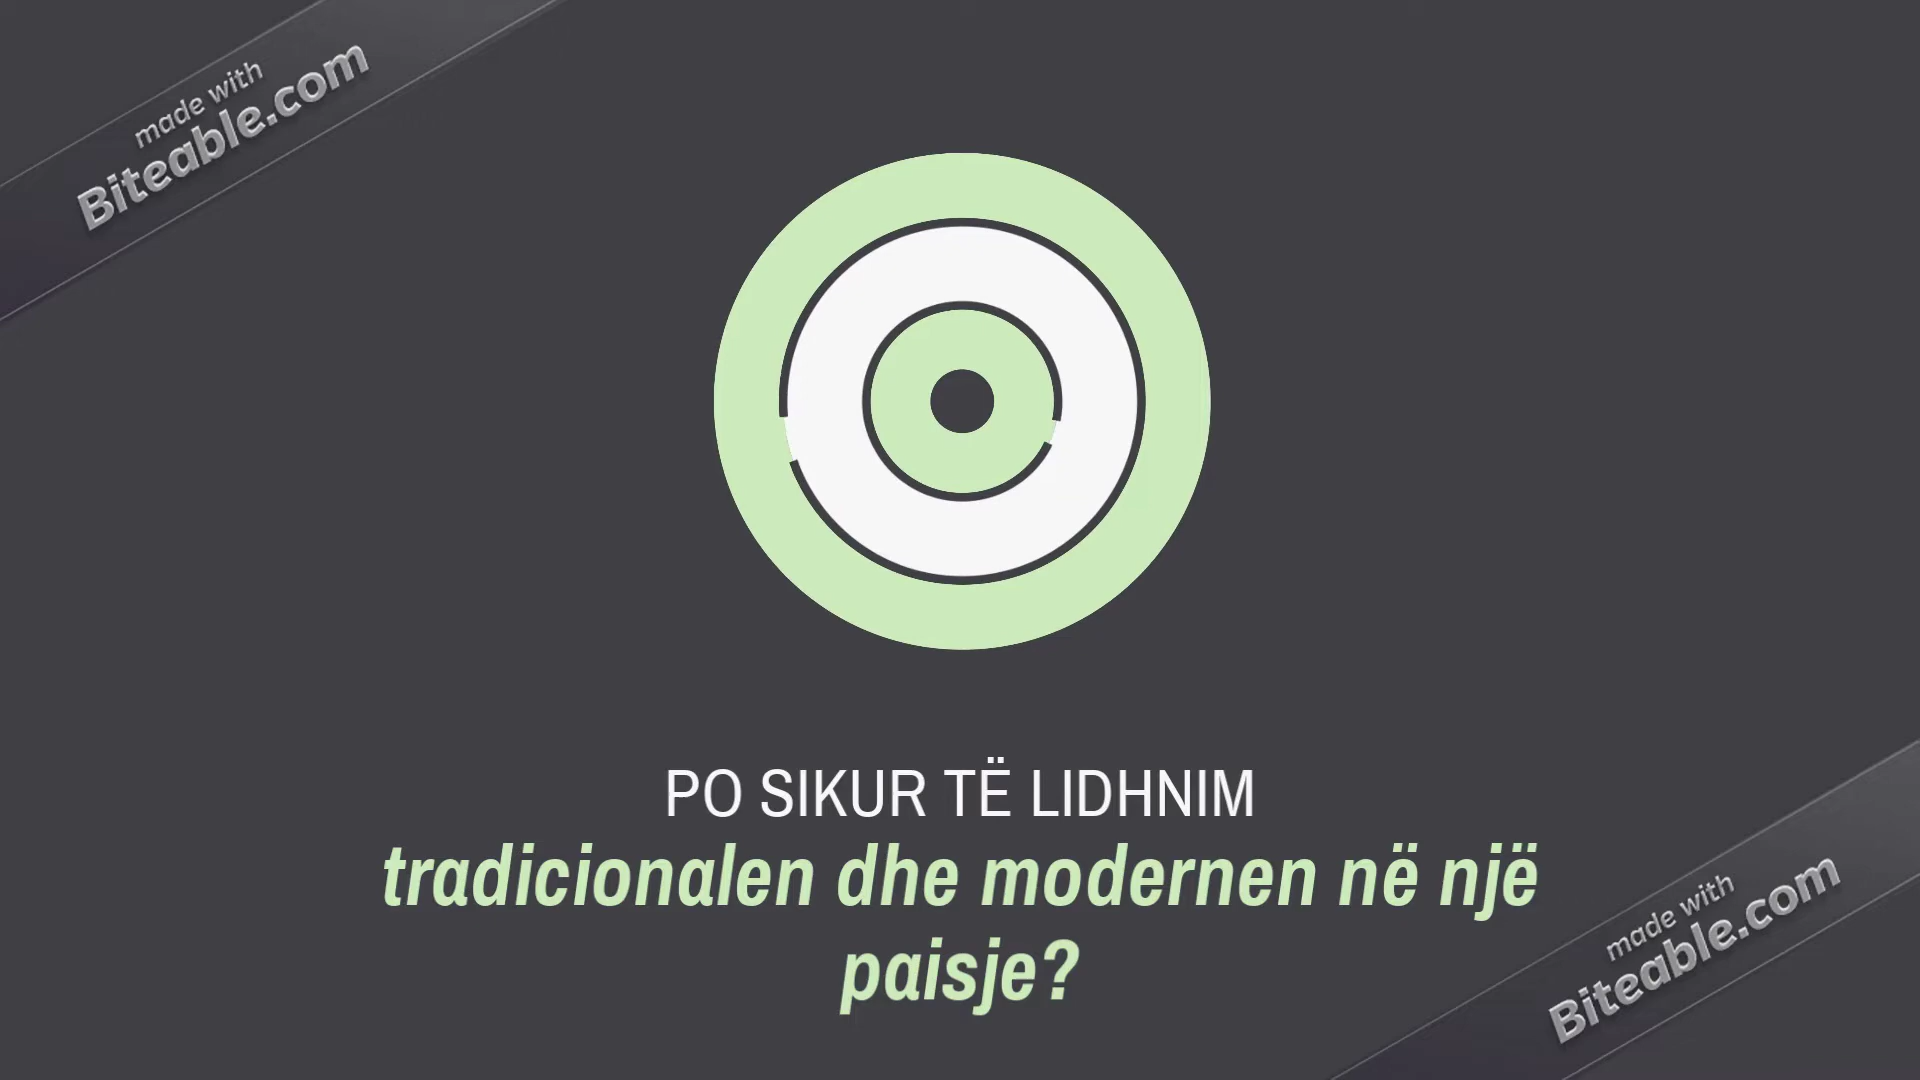 made with
Biteable.com
PO SIKUR TË LIDHNIM
tradicionalen dhe modernen në një
paisje?
made with
Biteable.com